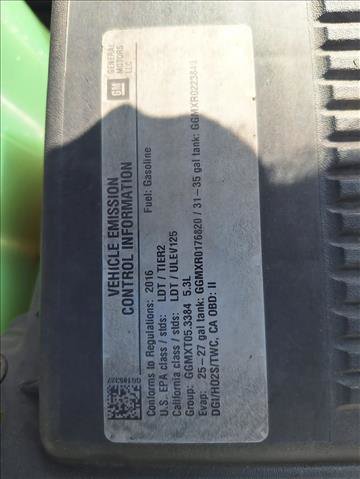 GM
GENERAL
MOTORS
LLC
VEHICLE EMISSION
CONTROL INFORMATION
Conforms to Regulations: 2016 Fuel: Gasoline
U.S. EPA class / stds: LDT / TIER2
California class / stds: LDT / ULEV125
Group: GGMXT05.3384 5.3L
Evap: 25 - 27 gal tank: GGMXR0176820 / 31 - 35 gal tank:
DGI/HO2S/TWC, CA OBD: II